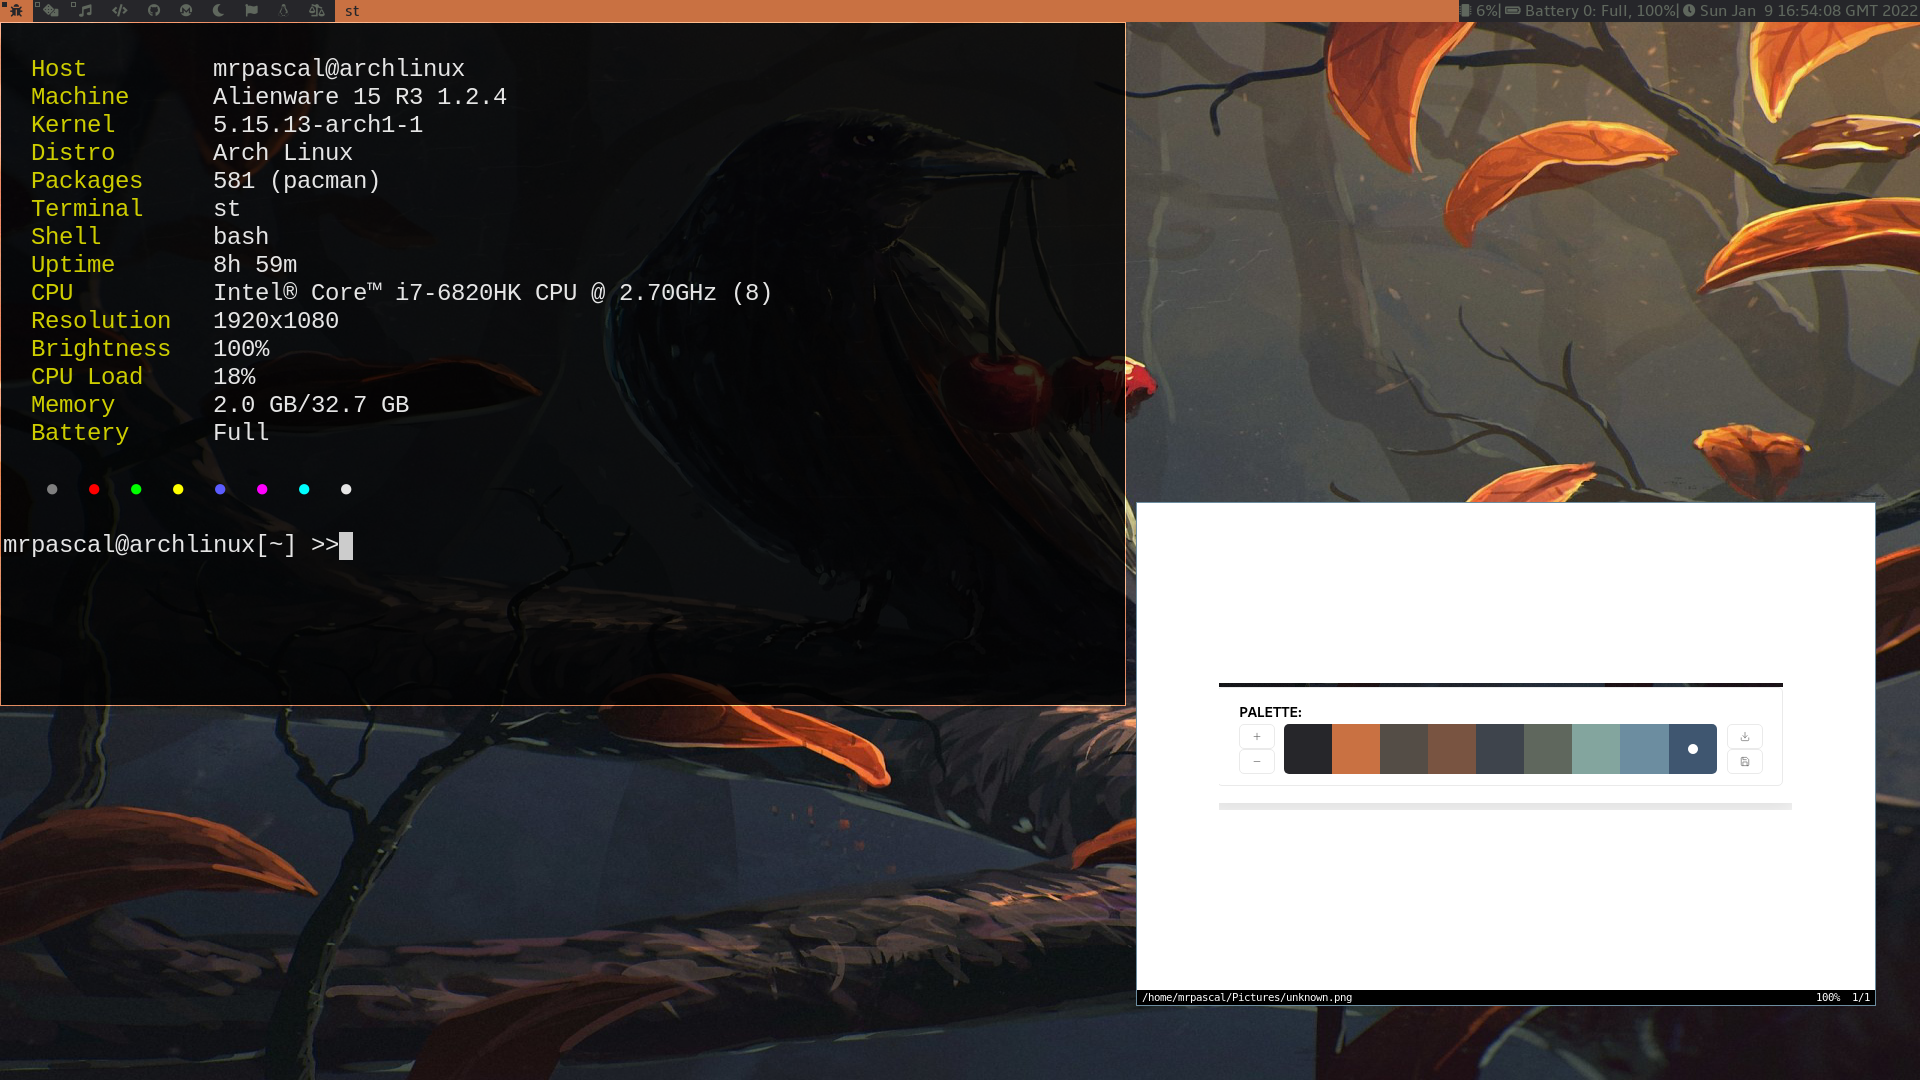 st
6%| Battery 0: Full, 100%| Sun Jan 9 16:54:08 GMT 2022
Host mrpascal@archlinux
Machine Alienware 15 R3 1.2.4
Kernel 5.15.13-arch1-1
Distro Arch Linux
Packages 581 (pacman)
Terminal st
Shell bash
Uptime 8h 59m
CPU Intel® Core™ i7-6820HK CPU @ 2.70GHz (8)
Resolution 1920x1080
Brightness 100%
CPU Load 18%
Memory 2.0 GB/32.7 GB
Battery Full
mrpascal@archlinux[~] >>
PALETTE:
+
−
/home/mrpascal/Pictures/unknown.png 100% 1/1